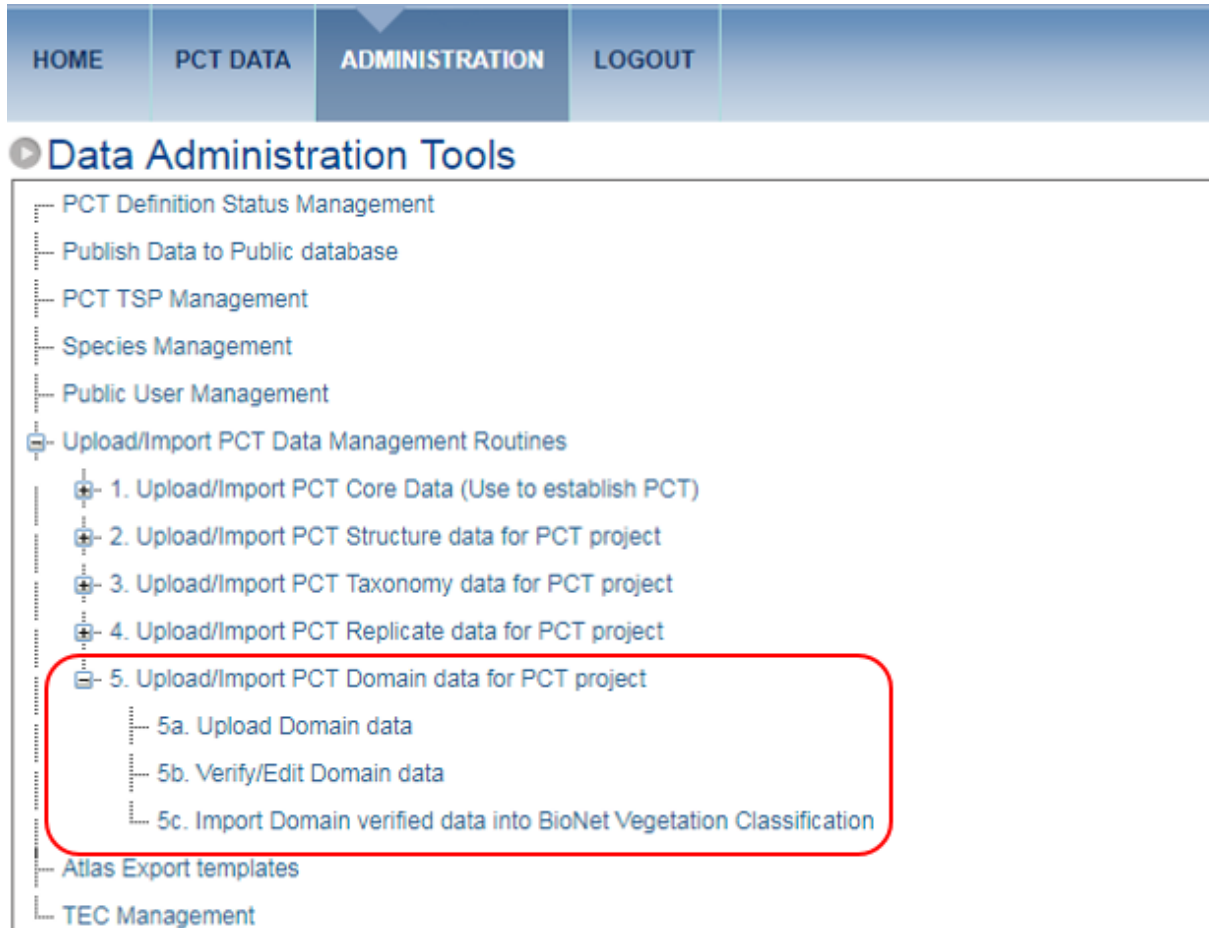 HOME PCT DATA ADMINISTRATION LOGOUT
Data Administration Tools
PCT Definition Status Management
Publish Data to Public database
PCT TSP Management
Species Management
Public User Management
Upload/Import PCT Data Management Routines
1. Upload/Import PCT Core Data (Use to establish PCT)
2. Upload/Import PCT Structure data for PCT project
3. Upload/Import PCT Taxonomy data for PCT project
4. Upload/Import PCT Replicate data for PCT project
5. Upload/Import PCT Domain data for PCT project
5a. Upload Domain data
5b. Verify/Edit Domain data
5c. Import Domain verified data into BioNet Vegetation Classification
Atlas Export templates
TEC Management